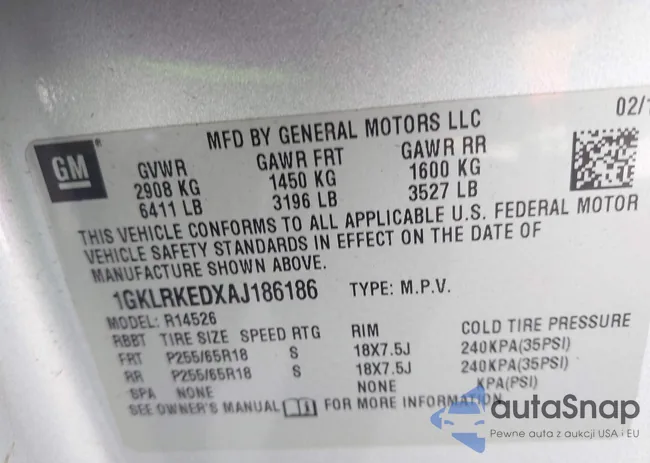 02/1
MFD BY GENERAL MOTORS LLC
GM
GVWR GAWR FRT GAWR RR
2908 KG 1450 KG 1600 KG
6411 LB 3196 LB 3527 LB
THIS VEHICLE CONFORMS TO ALL APPLICABLE U.S. FEDERAL MOTOR
VEHICLE SAFETY STANDARDS IN EFFECT ON THE DATE OF
MANUFACTURE SHOWN ABOVE.
1GKLRKEDXAJ186186 TYPE: M.P.V.
MODEL: R14526
RBBT TIRE SIZE SPEED RTG RIM COLD TIRE PRESSURE
FRT P255/65R18 S 18X7.5J 240KPA(35PSI)
RR P255/65R18 S 18X7.5J 240KPA(35PSI)
SPA NONE NONE KPA(PSI)
SEE OWNER'S MANUAL FOR MORE INFORMATION
autaSnap
Pewne auta z aukcji USA i EU